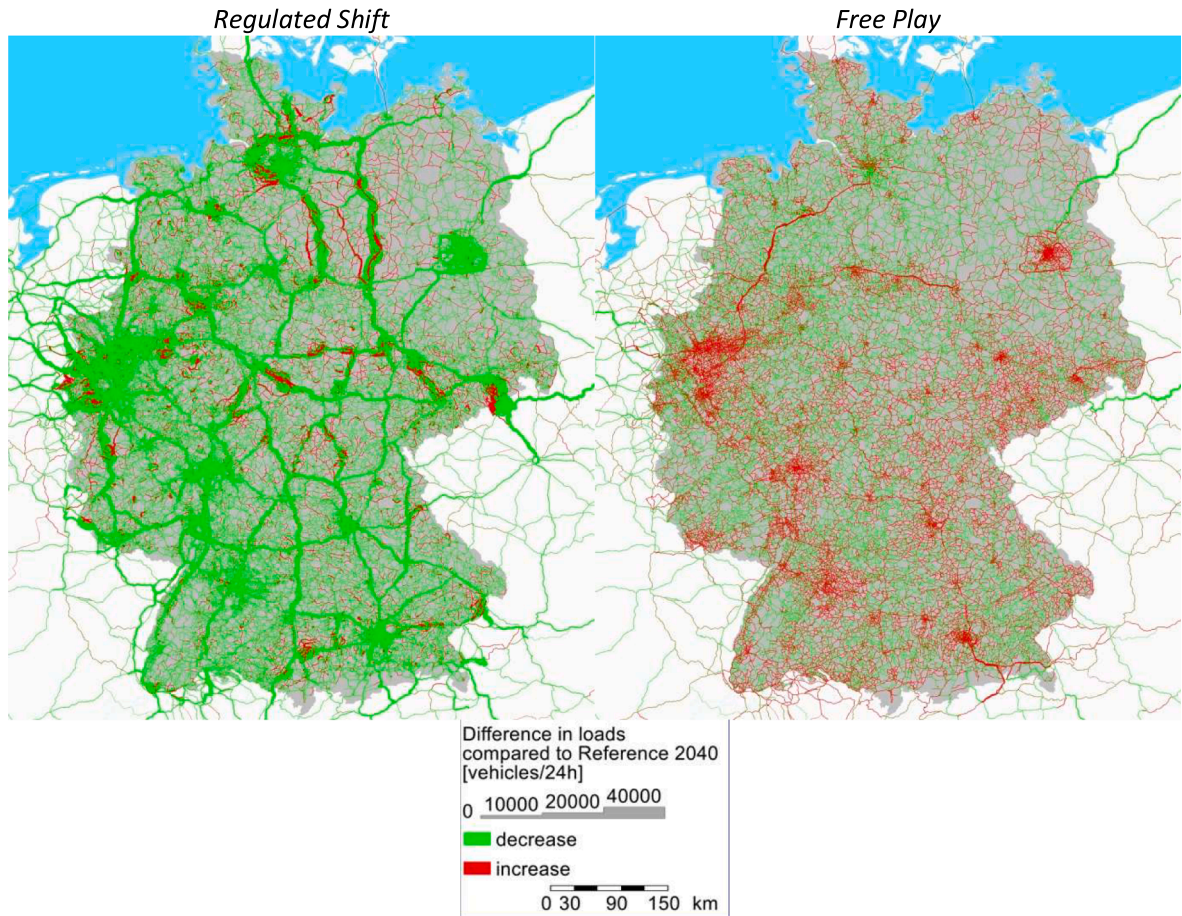 Regulated Shift
Free Play
Difference in loads
compared to Reference 2040
[vehicles/24h]
0 10000 20000 40000
decrease
increase
0 30 90 150 km